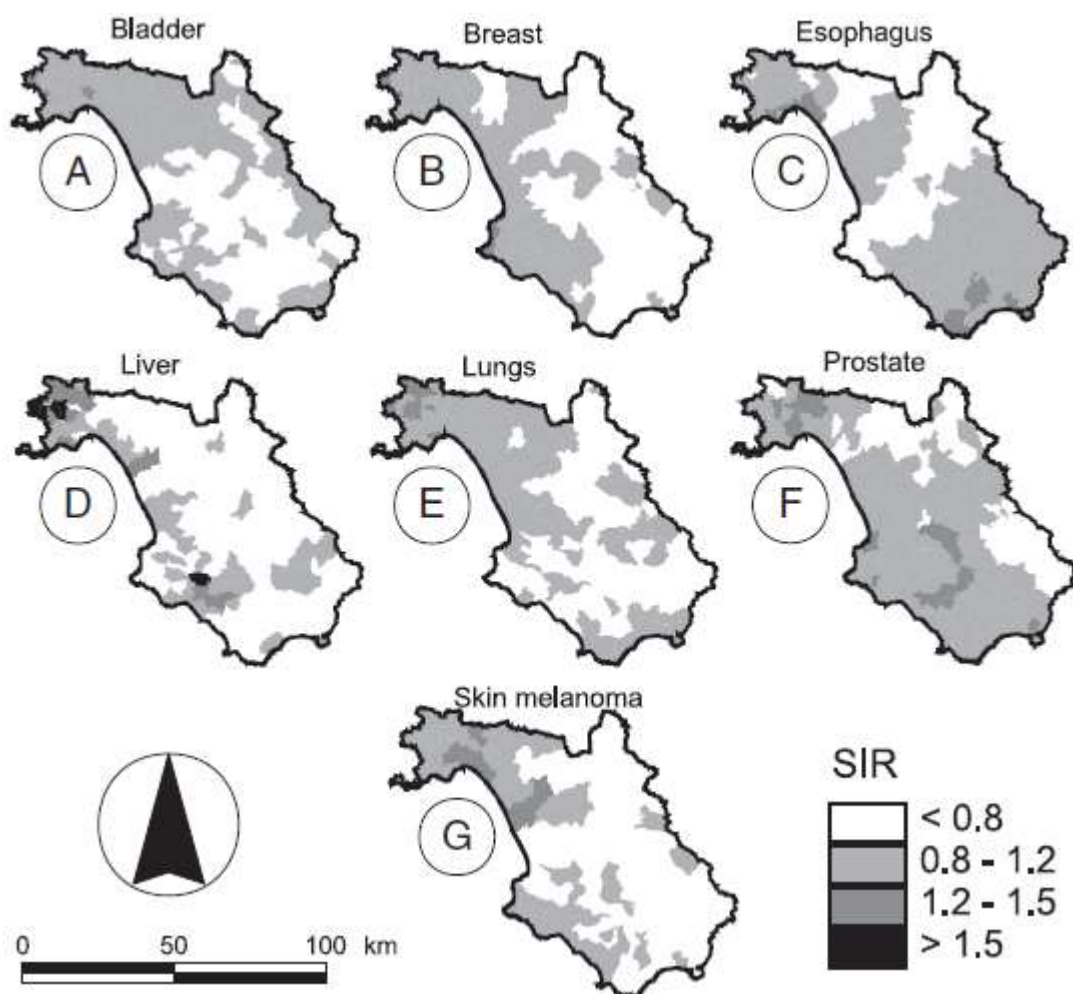 Bladder
Breast
Esophagus
A
B
C
Liver
Lungs
Prostate
D
E
F
Skin melanoma
G
SIR
< 0.8
0.8 - 1.2
1.2 - 1.5
> 1.5
0 50 100 km